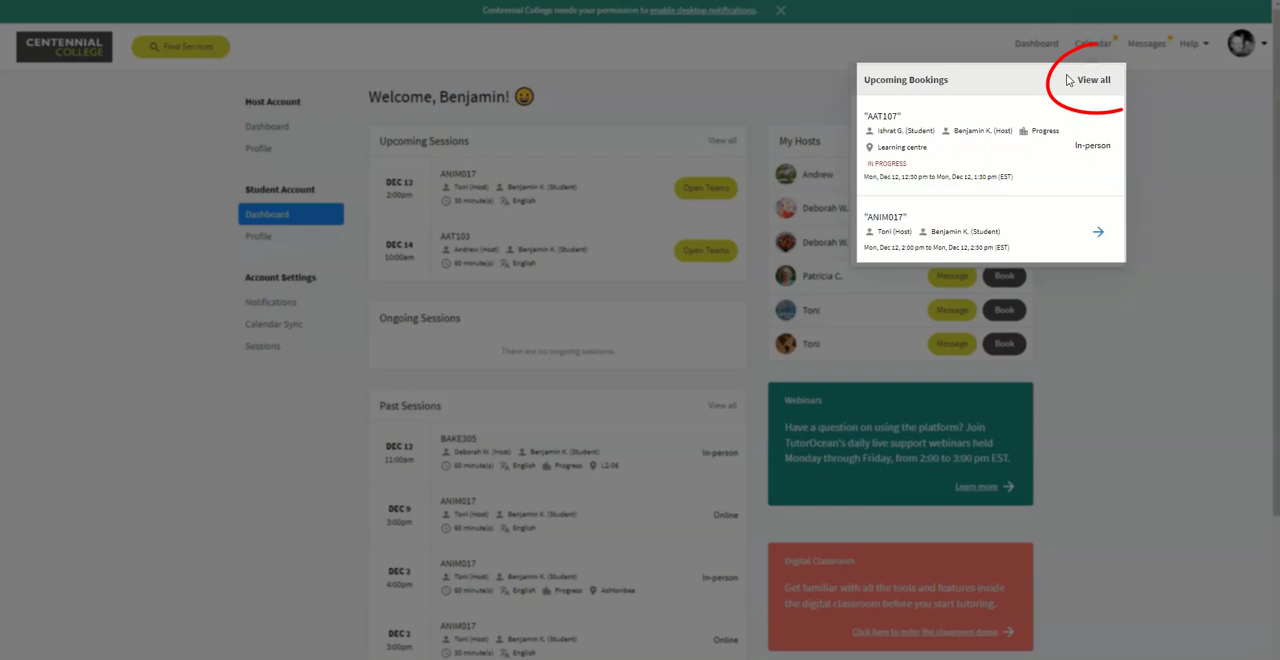 Centennial College needs your permission to enable desktop notifications.
CENTENNIAL
COLLEGE
Find Services
Dashboard
Calendar
Messages
Help
Host Account
Dashboard
Profile
Student Account
Dashboard
Profile
Account Settings
Notifications
Calendar Sync
Sessions
Welcome, Benjamin!
Upcoming Sessions
View all
DEC 12
2:00pm
ANIM017
Toni (Host) Benjamin K. (Student)
30 minute(s) English
Open Teams
DEC 14
10:00am
AAT103
Andrew (Host) Benjamin K. (Student)
60 minute(s) English
Open Teams
Ongoing Sessions
There are no ongoing sessions.
Past Sessions
View all
DEC 12
11:00am
BAKE305
Deborah W. (Host) Benjamin K. (Student)
60 minute(s) English Progress L2-06
In-person
DEC 9
3:00pm
ANIM017
Toni (Host) Benjamin K. (Student)
60 minute(s) English
Online
DEC 2
4:00pm
ANIM017
Toni (Host) Benjamin K. (Student)
60 minute(s) English Progress Ashtonbee
In-person
DEC 2
3:00pm
ANIM017
Toni (Host) Benjamin K. (Student)
30 minute(s) English
Online
Upcoming Bookings
View all
"AAT107"
Ishrat G. (Student) Benjamin K. (Host) Progress
Learning centre
In-person
IN PROGRESS
Mon, Dec 12, 12:30 pm to Mon, Dec 12, 1:30 pm (EST)
"ANIM017"
Toni (Host) Benjamin K. (Student)
Mon, Dec 12, 2:00 pm to Mon, Dec 12, 2:30 pm (EST)
My Hosts
Andrew
Deborah W.
Deborah W.
Patricia C.
Message
Book
Toni
Message
Book
Toni
Message
Book
Webinars
Have a question on using the platform? Join
TutorOcean's daily live support webinars held
Monday through Friday, from 2:00 to 3:00 pm EST.
Learn more
Digital Classroom
Get familiar with all the tools and features inside
the digital classroom before you start tutoring.
Click here to enter the classroom demo